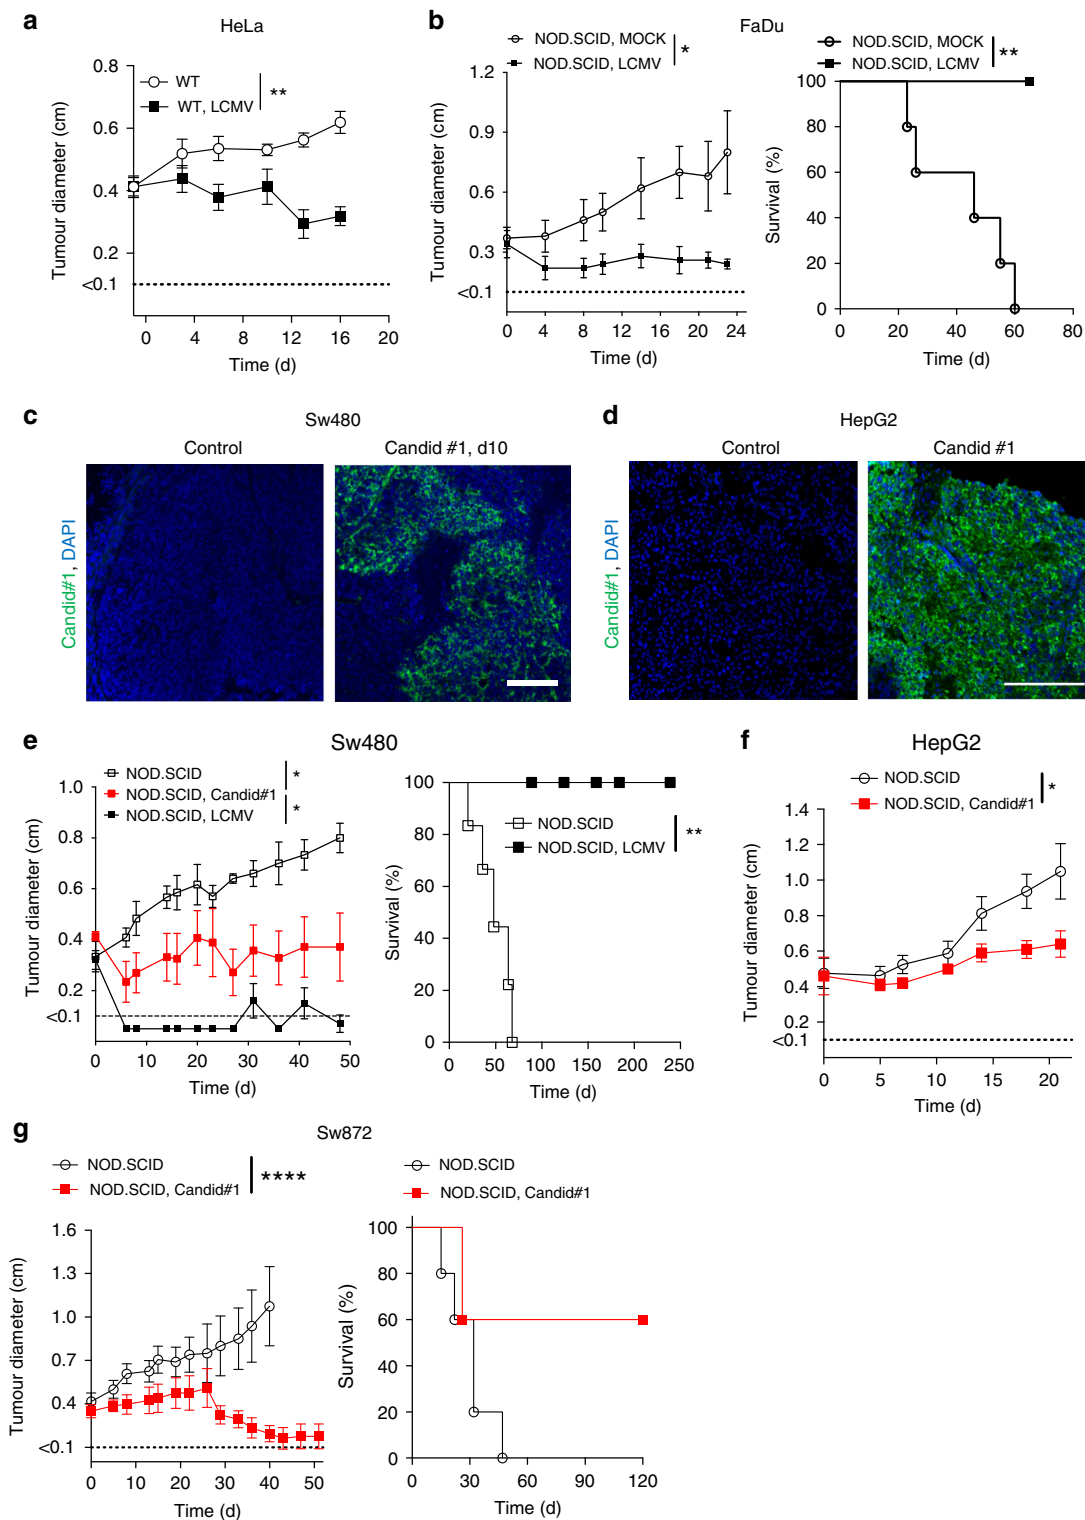 a
HeLa
WT
WT, LCMV
**
Tumour diameter (cm)
0.8
0.6
0.4
0.2
<0.1
0 4 8 12 16 20
Time (d)
b
FaDu
NOD.SCID, MOCK
NOD.SCID, LCMV
*
Tumour diameter (cm)
1.2
0.9
0.6
0.3
<0.1
0 4 8 12 16 20 24
Time (d)
NOD.SCID, MOCK
NOD.SCID, LCMV
**
Survival (%)
100
80
60
40
20
0
0 20 40 60 80
Time (d)
c
Sw480
Control
Candid #1, d10
Candid#1, DAPI
d
HepG2
Control
Candid #1
Candid#1, DAPI
e
Sw480
NOD.SCID
NOD.SCID, Candid#1
NOD.SCID, LCMV
*
*
Tumour diameter (cm)
1.0
0.8
0.6
0.4
0.2
<0.1
0 10 20 30 40 50
Time (d)
NOD.SCID
NOD.SCID, LCMV
**
Survival (%)
100
80
60
40
20
0
0 50 100 150 200 250
Time (d)
f
HepG2
NOD.SCID
NOD.SCID, Candid#1
*
Tumour diameter (cm)
1.4
1.2
1.0
0.8
0.6
0.4
0.2
<0.1
0 5 10 15 20
Time (d)
g
Sw872
NOD.SCID
NOD.SCID, Candid#1
****
Tumour diameter (cm)
1.6
1.3
1.0
0.7
0.4
<0.1
0 10 20 30 40 50
Time (d)
NOD.SCID
NOD.SCID, Candid#1
Survival (%)
100
80
60
40
20
0
0 30 60 90 120
Time (d)